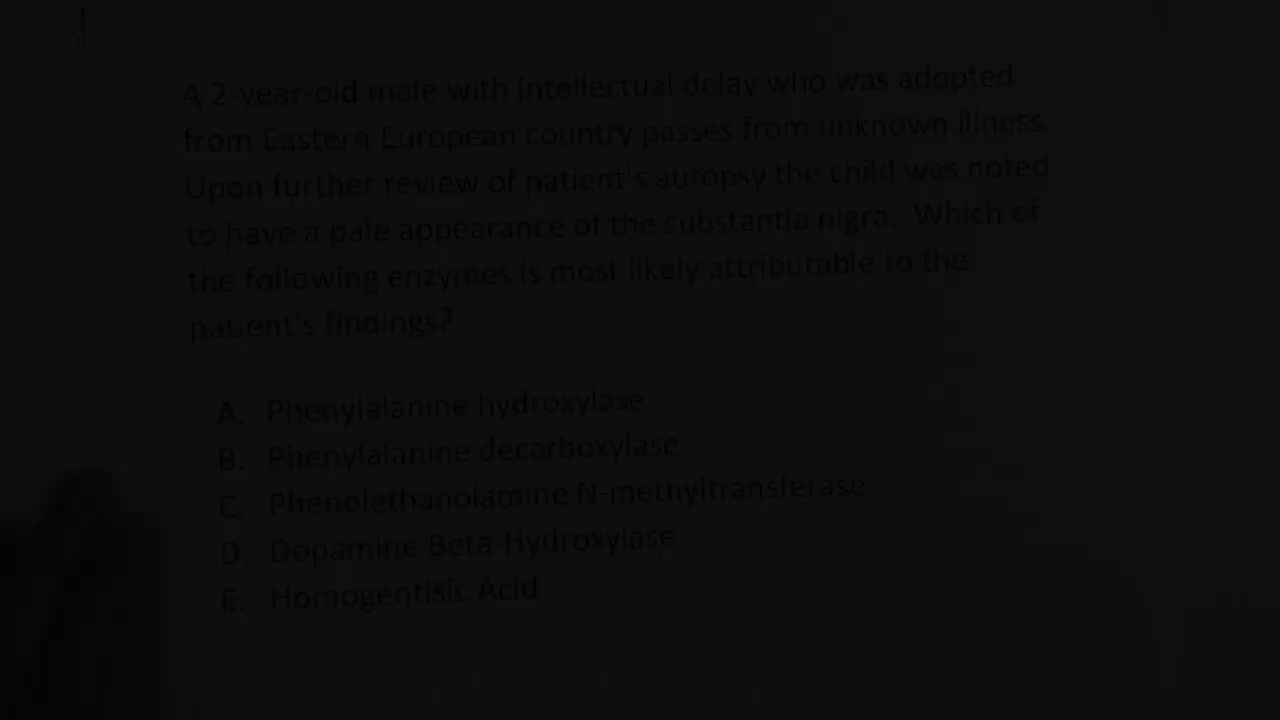 A 2-year-old male with intellectual delay who was adopted
from Eastern European country passes from unknown illness.
Upon further review of patient's autopsy the child was noted
to have a pale appearance of the substantia nigra. Which of
the following enzymes is most likely attributable to the
patient's findings?
A. Phenylalanine hydroxylase
B. Phenylalanine decarboxylase
C. Phenolethanolamine N-methyltransferase
D. Dopamine Beta-Hydroxylase
E. Homogentisic Acid